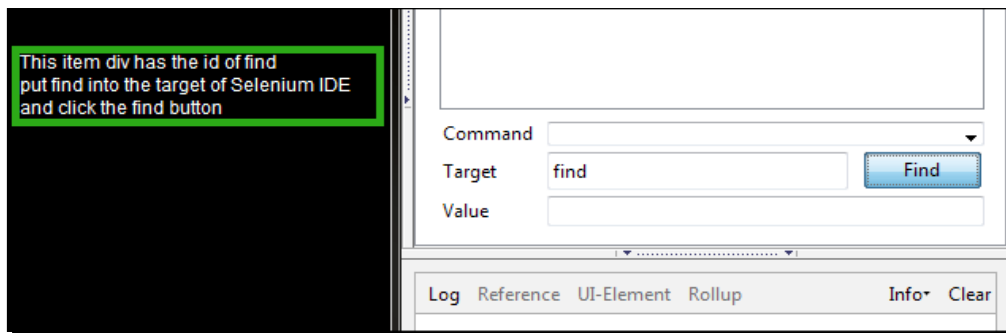 This item div has the id of find
put find into the target of Selenium IDE
and click the find button
Command
Target find Find
Value
Log Reference UI-Element Rollup Info Clear